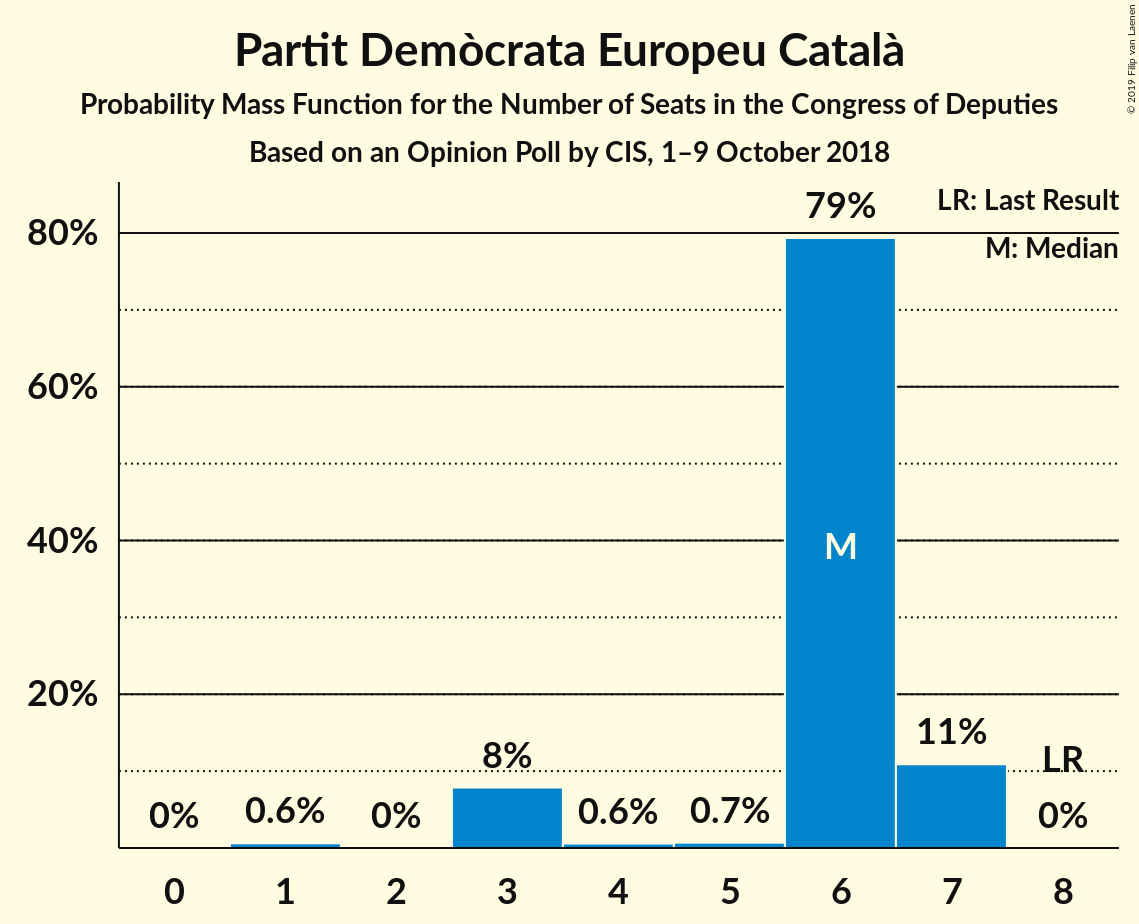 Partit Demòcrata Europeu Català
Probability Mass Function for the Number of Seats in the Congress of Deputies
Based on an Opinion Poll by CIS, 1–9 October 2018
© 2019 Filip van Laenen
LR: Last Result
M: Median
80%
60%
40%
20%
0%
0.6%
0%
8%
0.6%
0.7%
79%
M
11%
LR
0%
0 1 2 3 4 5 6 7 8